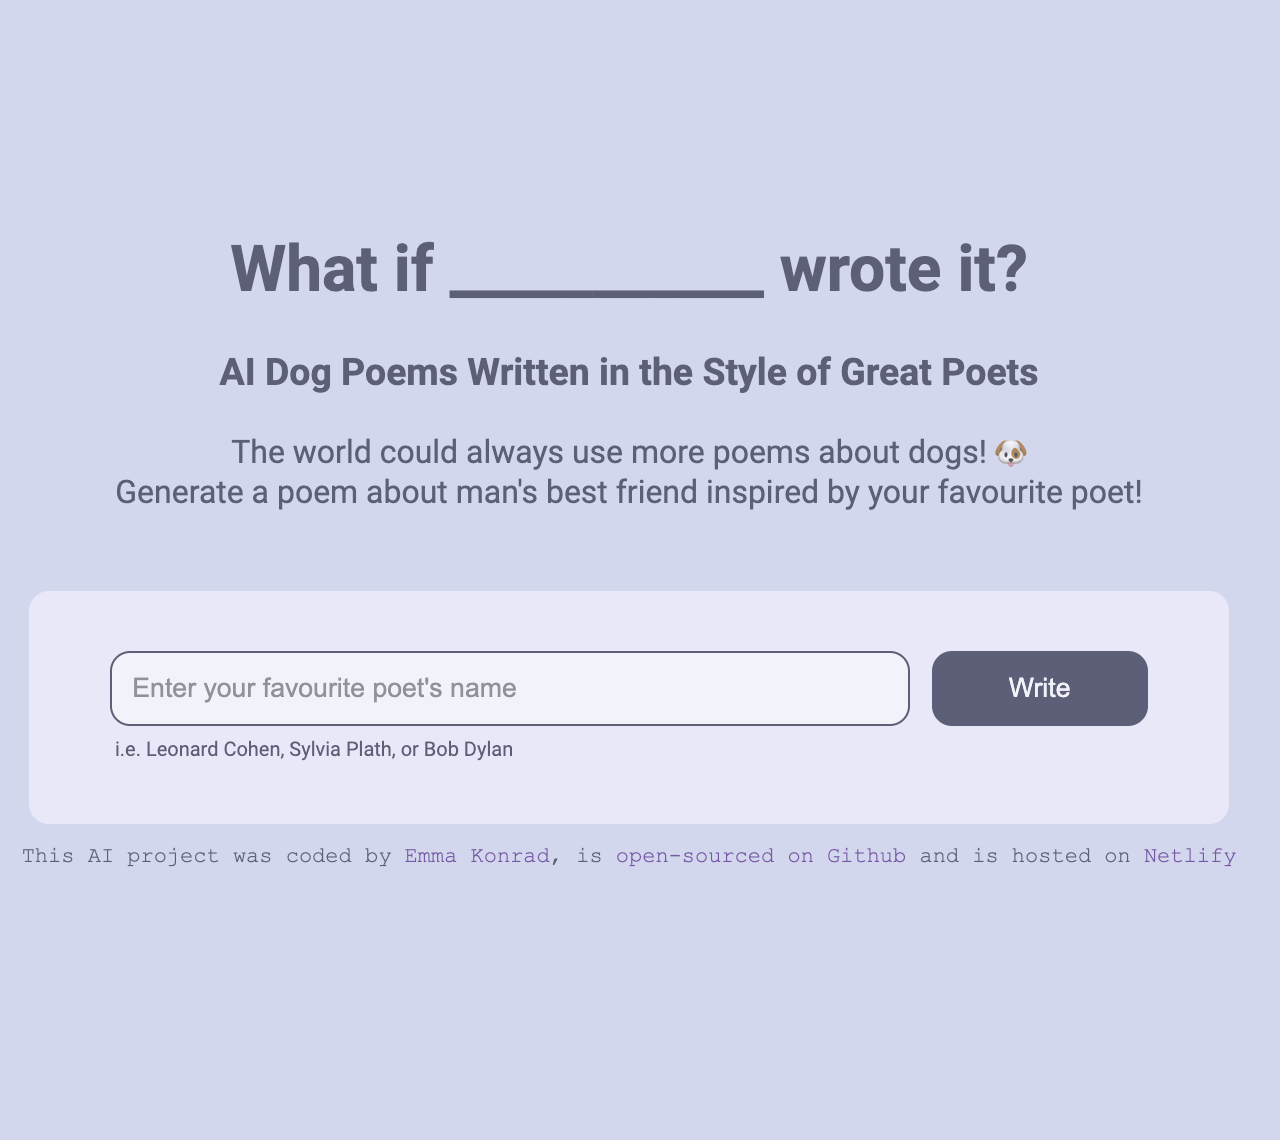 What if ___________ wrote it?
AI Dog Poems Written in the Style of Great Poets
The world could always use more poems about dogs! 🐶
Generate a poem about man's best friend inspired by your favourite poet!
Enter your favourite poet's name
Write
i.e. Leonard Cohen, Sylvia Plath, or Bob Dylan
This AI project was coded by Emma Konrad, is open-sourced on Github and is hosted on Netlify